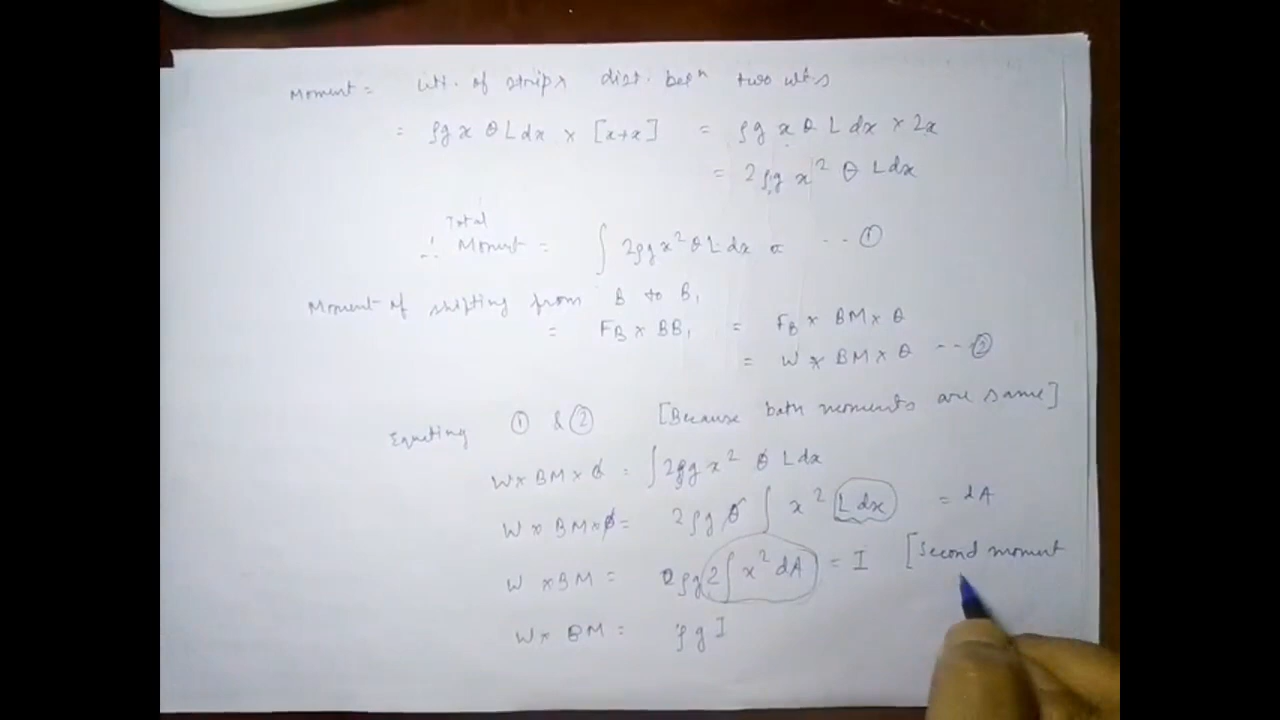 Moment = Wt. of strip x dist. betⁿ two wts
= ρg x θ L dx × [x+x] = ρg x θ L dx × 2x
= 2ρg x² θ L dx
∴ Total Moment = ∫ 2ρg x² θ L dx -- ①
Moment of shifting from B to B₁
= F_B × BB₁ = F_B × BM × θ
= W × BM × θ -- ②
Equating ① & ② [Because both moments are same]
W × BM × θ = ∫ 2ρg x² θ L dx
W × BM × θ = 2ρg θ ∫ x² L dx = dA
W × BM = ρg 2∫ x² dA = I [Second moment
W × BM = ρg I